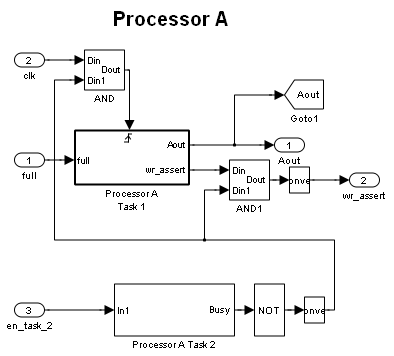 Processor A
2
clk
Din
Din1
Dout
AND
Aout
Goto1
1
full
full
Aout
wr_assert
Processor A
Task 1
1
Aout
Din
Din1
Dout
AND1
onve
2
wr_assert
3
en_task_2
In1
Busy
Processor A Task 2
NOT
onve